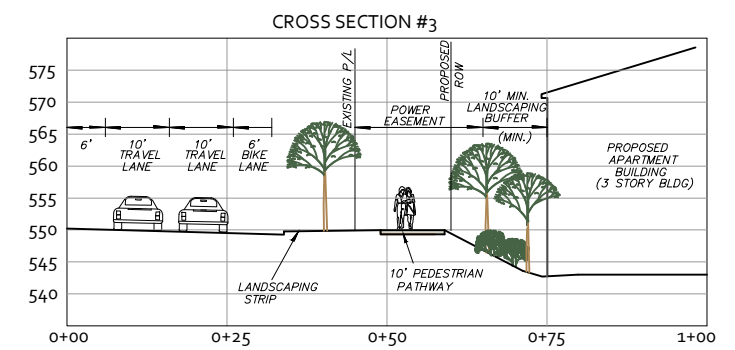 CROSS SECTION #3
575
570
565
560
555
550
545
540
0+00
0+25
0+50
0+75
1+00
6'
10'
TRAVEL
LANE
10'
TRAVEL
LANE
6'
BIKE
LANE
EXISTING P/L
POWER
EASEMENT
PROPOSED
ROW
10' MIN.
LANDSCAPING
BUFFER
(MIN.)
PROPOSED
APARTMENT
BUILDING
(3 STORY BLDG)
LANDSCAPING
STRIP
10' PEDESTRIAN
PATHWAY